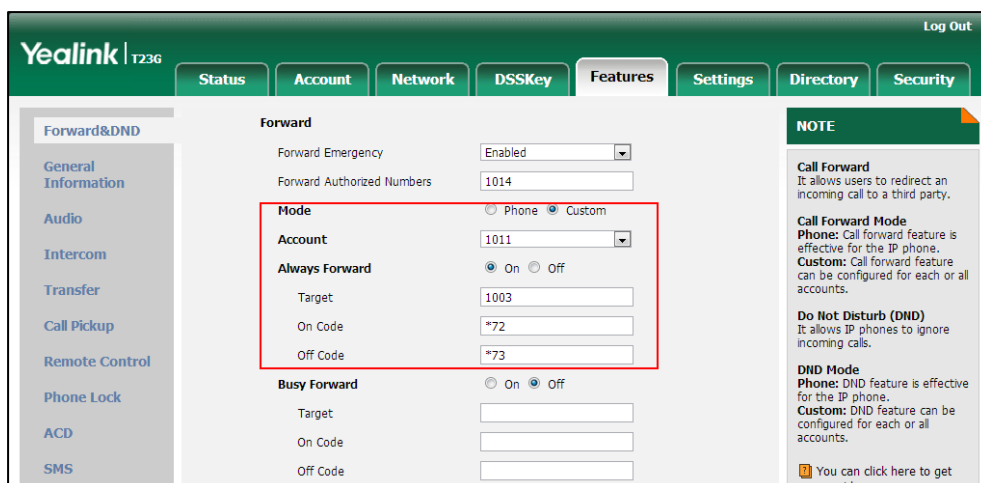 Log Out
Yealink | T23G
Status Account Network DSSKey Features Settings Directory Security
Forward&DND
General
Information
Audio
Intercom
Transfer
Call Pickup
Remote Control
Phone Lock
ACD
SMS
Forward
Forward Emergency Enabled
Forward Authorized Numbers 1014
Mode Phone Custom
Account 1011
Always Forward On Off
Target 1003
On Code *72
Off Code *73
Busy Forward On Off
Target
On Code
Off Code
NOTE
Call Forward
It allows users to redirect an
incoming call to a third party.
Call Forward Mode
Phone: Call forward feature is
effective for the IP phone.
Custom: Call forward feature
can be configured for each or all
accounts.
Do Not Disturb (DND)
It allows IP phones to ignore
incoming calls.
DND Mode
Phone: DND feature is effective
for the IP phone.
Custom: DND feature can be
configured for each or all
accounts.
You can click here to get